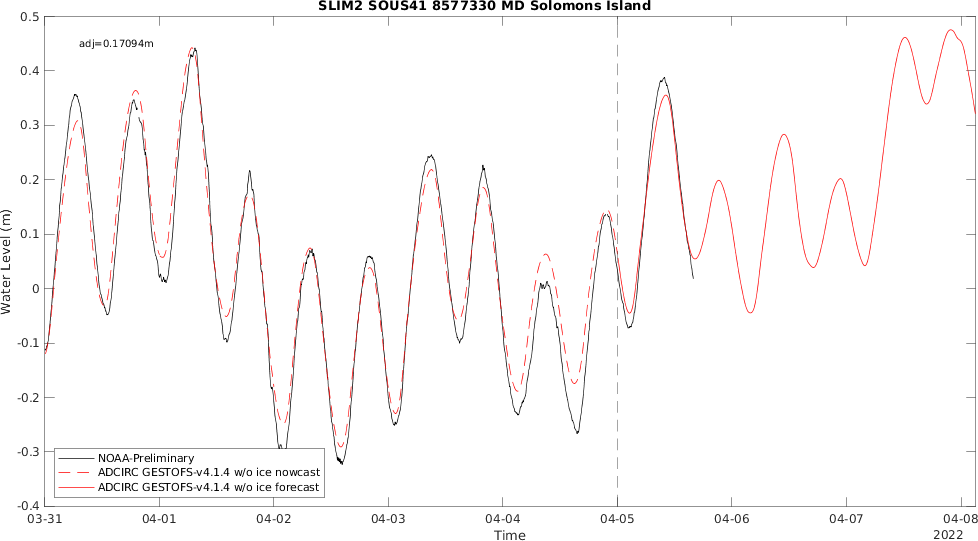 SLIM2 SOUS41 8577330 MD Solomons Island
adj=0.17094m
0.5
0.4
0.3
0.2
0.1
0
-0.1
-0.2
-0.3
-0.4
Water Level (m)
NOAA-Preliminary
ADCIRC GESTOFS-v4.1.4 w/o ice nowcast
ADCIRC GESTOFS-v4.1.4 w/o ice forecast
03-31 04-01 04-02 04-03 04-04 04-05 04-06 04-07 04-08
Time
2022